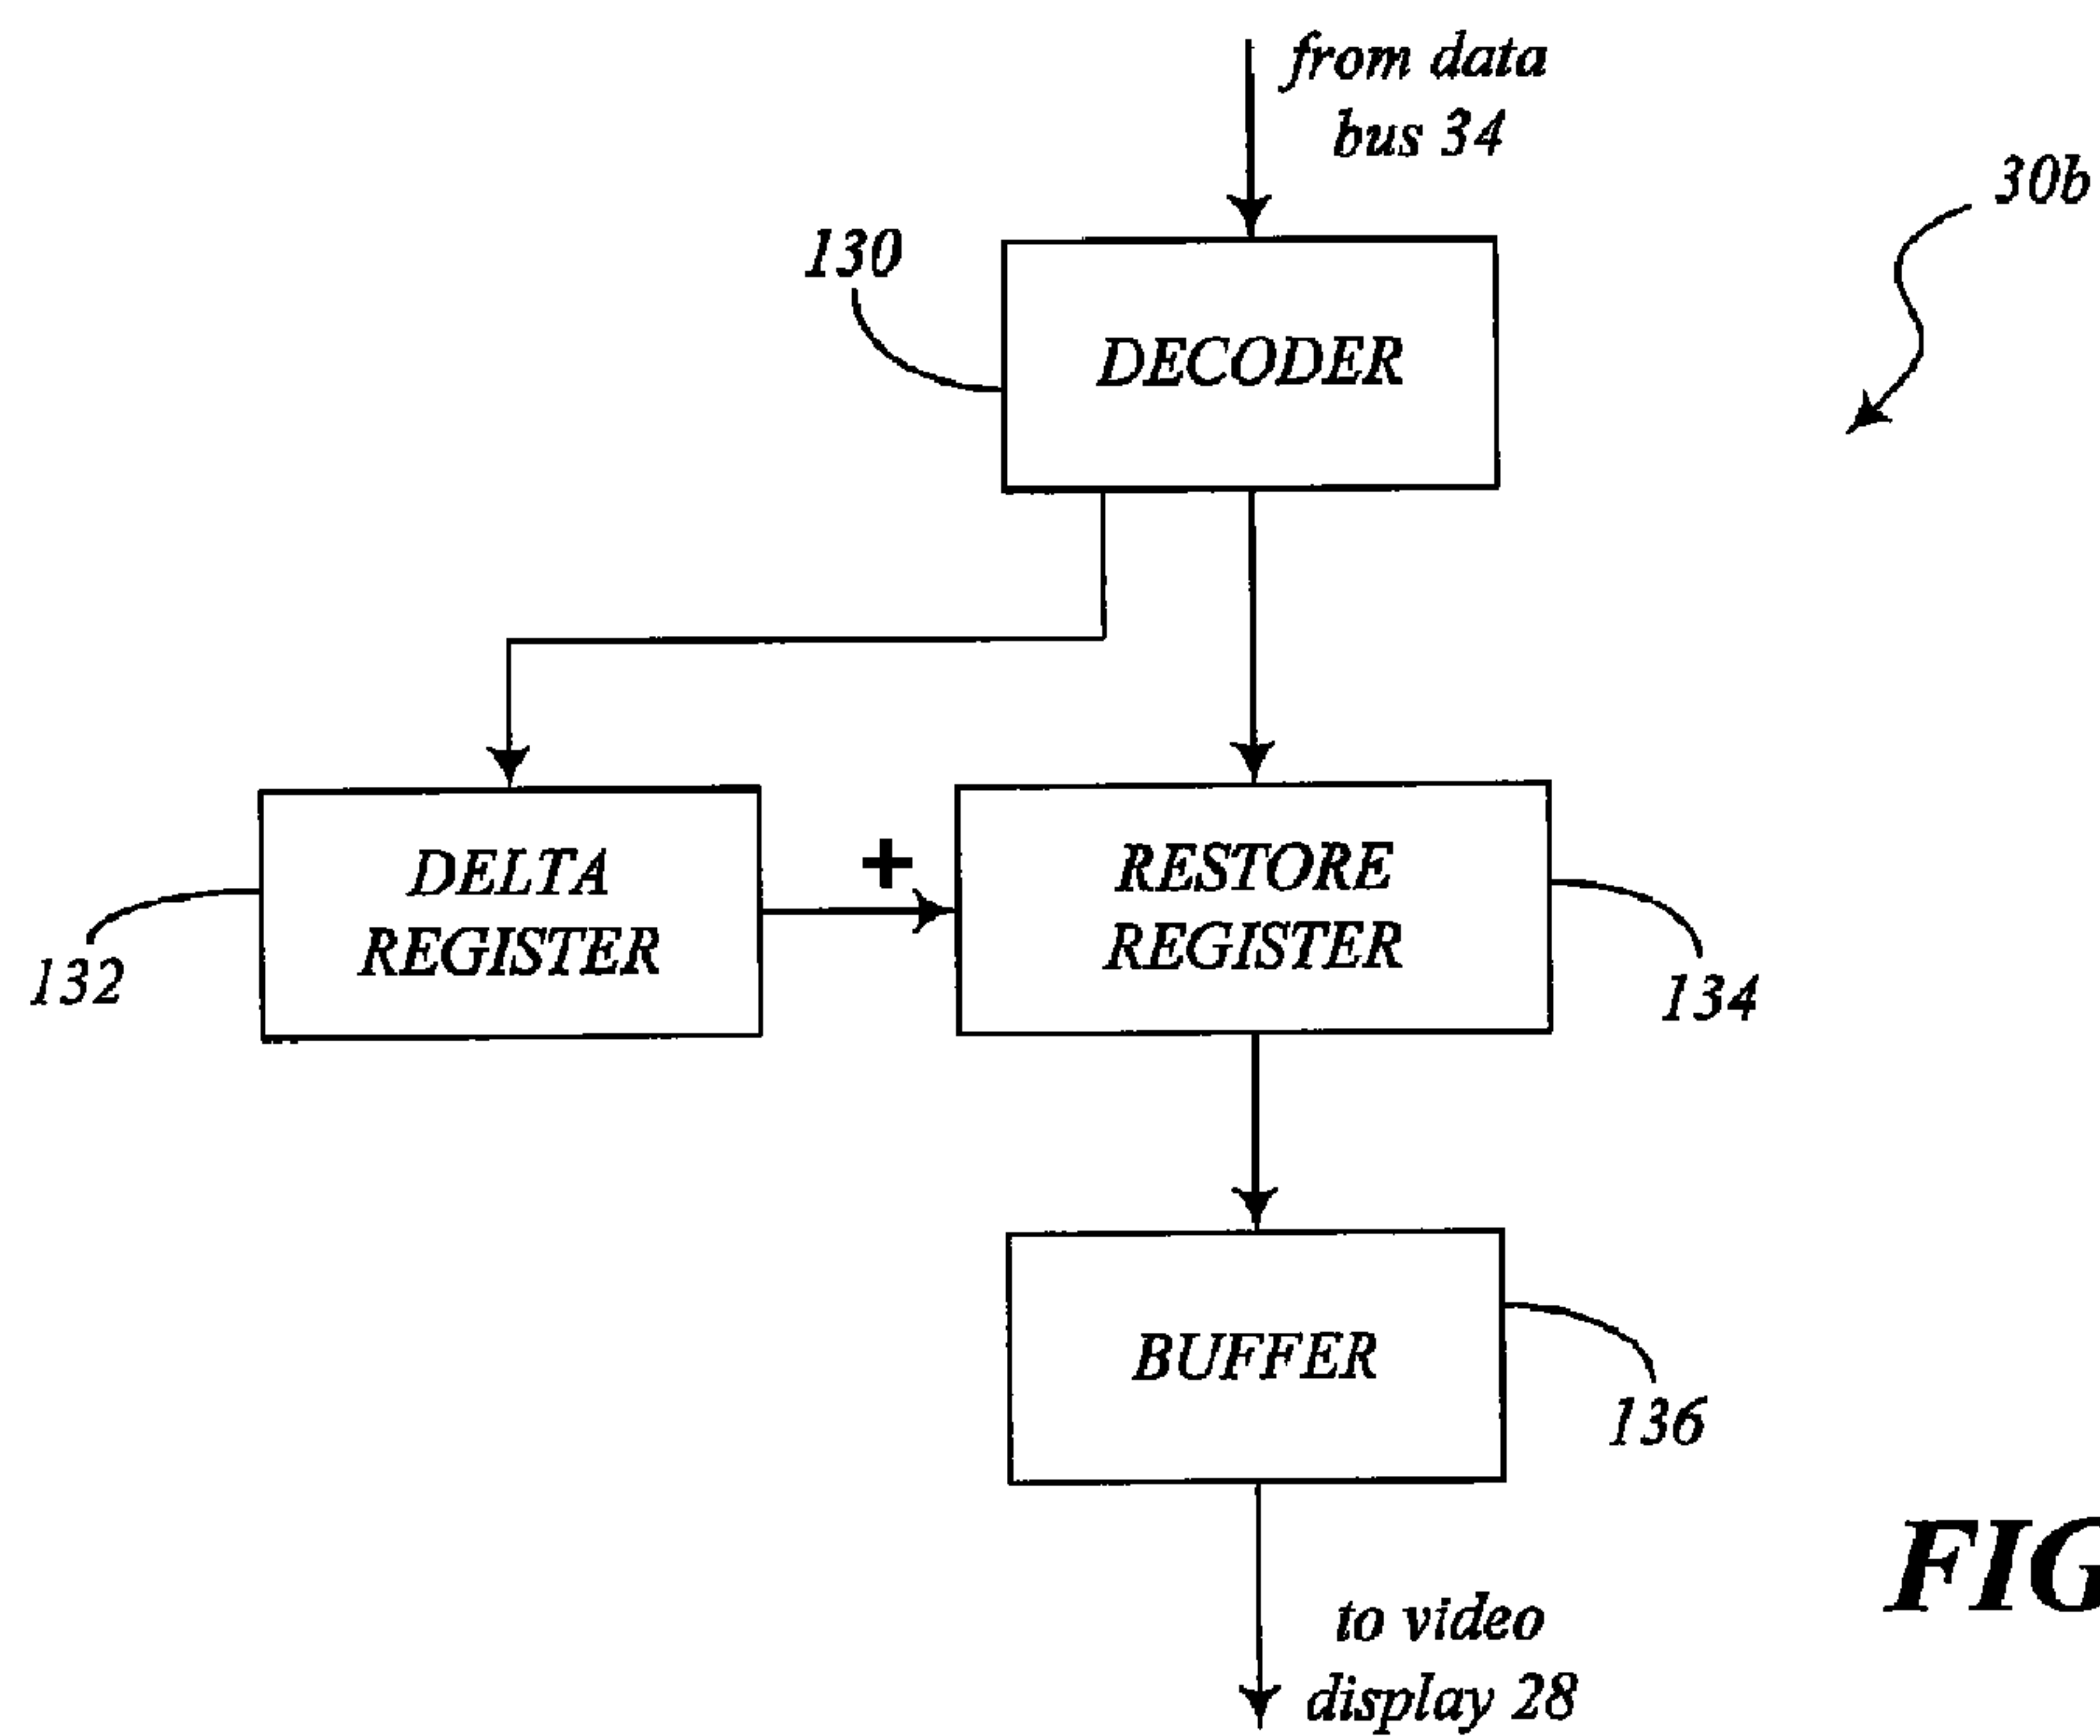 from data
bus 34
30b
130
DECODER
+
DELTA
REGISTER
RESTORE
REGISTER
132
134
BUFFER
136
FIG
to video
display 28